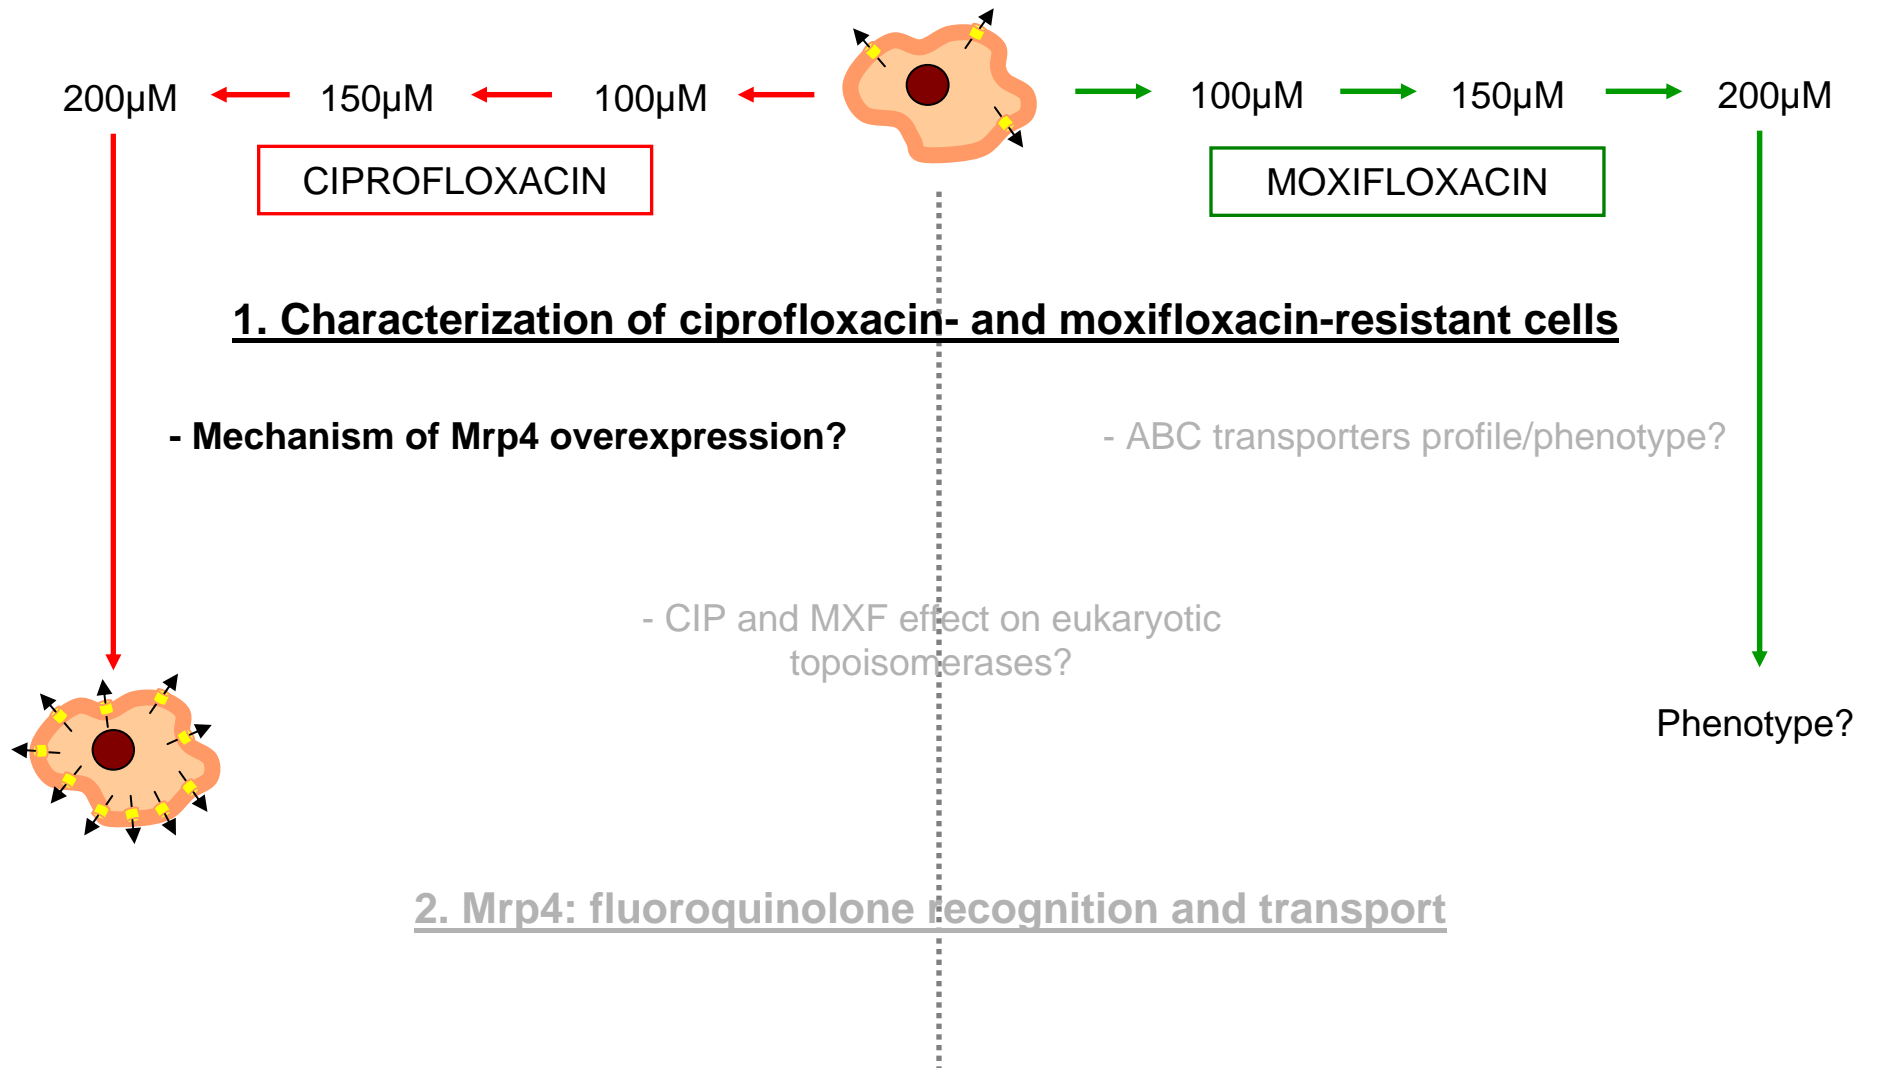 200µM 150µM 100µM 100µM 150µM 200µM
CIPROFLOXACIN MOXIFLOXACIN
1. Characterization of ciprofloxacin- and moxifloxacin-resistant cells
- Mechanism of Mrp4 overexpression? - ABC transporters profile/phenotype?
- CIP and MXF effect on eukaryotic
topoisomerases?
Phenotype?
2. Mrp4: fluoroquinolone recognition and transport